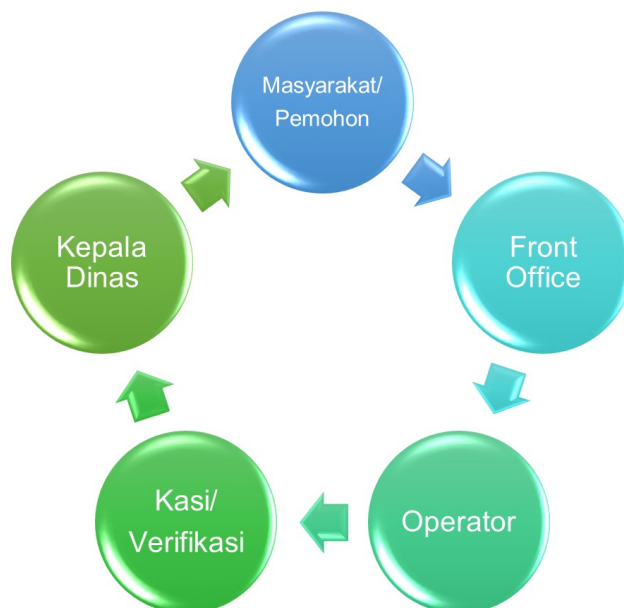 Masyarakat/
Pemohon
Front
Office
Operator
Kasi/
Verifikasi
Kepala
Dinas